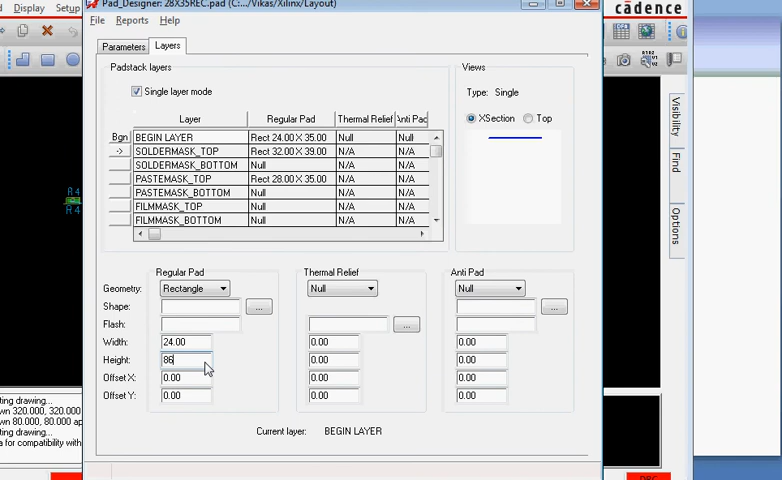 Pad_Designer: 28X35REC.pad (C:.../Vikas/Xilinx/Layout)
Display Setup
cādence
File Reports Help
Parameters Layers
Padstack layers
Single layer mode
Layer Regular Pad Thermal Relief Anti Pad
Bgn BEGIN LAYER Rect 24.00 X 35.00 Null Null
-> SOLDERMASK_TOP Rect 32.00 X 39.00 N/A N/A
SOLDERMASK_BOTTOM Null N/A N/A
PASTEMASK_TOP Rect 28.00 X 35.00 N/A N/A
PASTEMASK_BOTTOM Null N/A N/A
FILMMASK_TOP Null N/A N/A
FILMMASK_BOTTOM Null N/A N/A
Views
Type: Single
XSection Top
Visibility
Find
Options
R4
R4
Regular Pad Thermal Relief Anti Pad
Geometry: Rectangle Null Null
Shape: ... ...
Flash: ...
Width: 24.00 0.00 0.00
Height: 86 0.00 0.00
Offset X: 0.00 0.00 0.00
Offset Y: 0.00 0.00 0.00
Current layer: BEGIN LAYER
ting drawing...
wn 320.000, 320.000
wn 80.000, 80.000 ap
ting drawing...
a for compatibility with
DRC